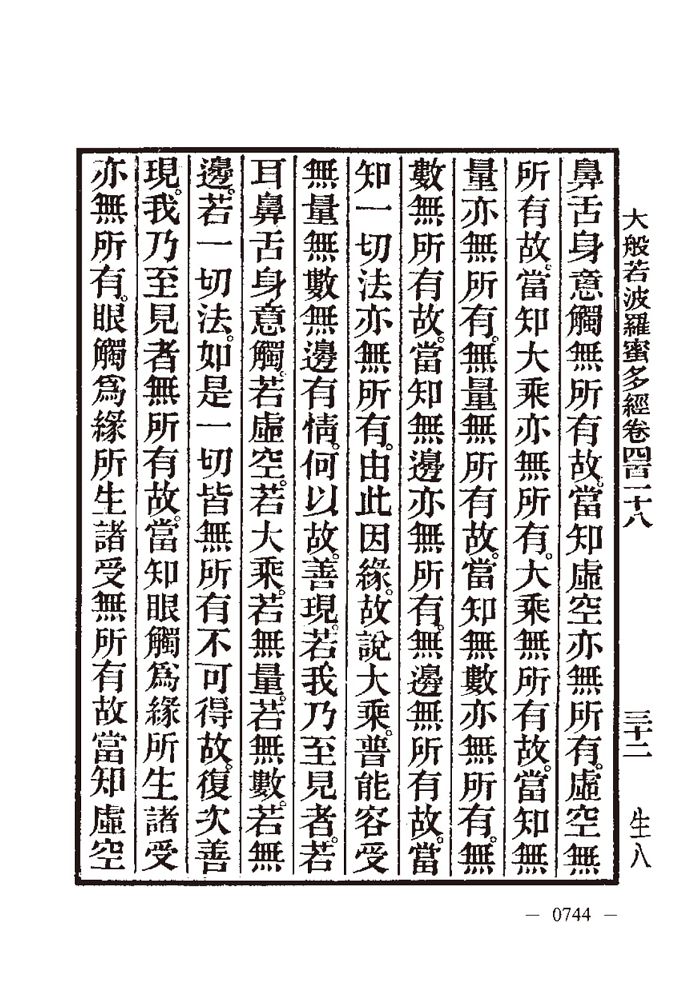 大般若波羅蜜多經卷四百一十八 三十二 生八
鼻舌身意觸無所有故。當知虛空亦無所有。虛空無
所有故。當知大乘亦無所有。大乘無所有故。當知無
量亦無所有。無量無所有故。當知無數亦無所有。無
數無所有故。當知無邊亦無所有。無邊無所有故。當
知一切法亦無所有。由此因緣。故說大乘。普能容受
無量無數無邊有情。何以故。善現。若我乃至見者。若
耳鼻舌身意觸。若虛空。若大乘。若無量。若無數。若無
邊。若一切法。如是一切皆無所有不可得故。復次善
現。我乃至見者無所有故。當知眼觸爲緣所生諸受
亦無所有。眼觸爲緣所生諸受無所有故當知虛空
— 0744 —